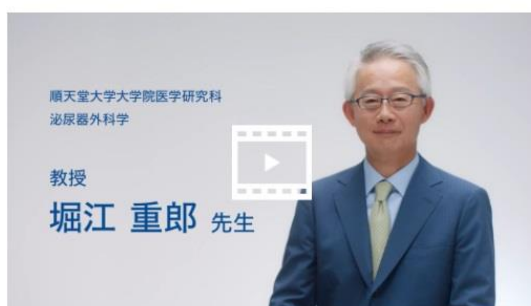 順天堂大学大学院医学研究科
泌尿器外科学
教授
堀江 重郎 先生